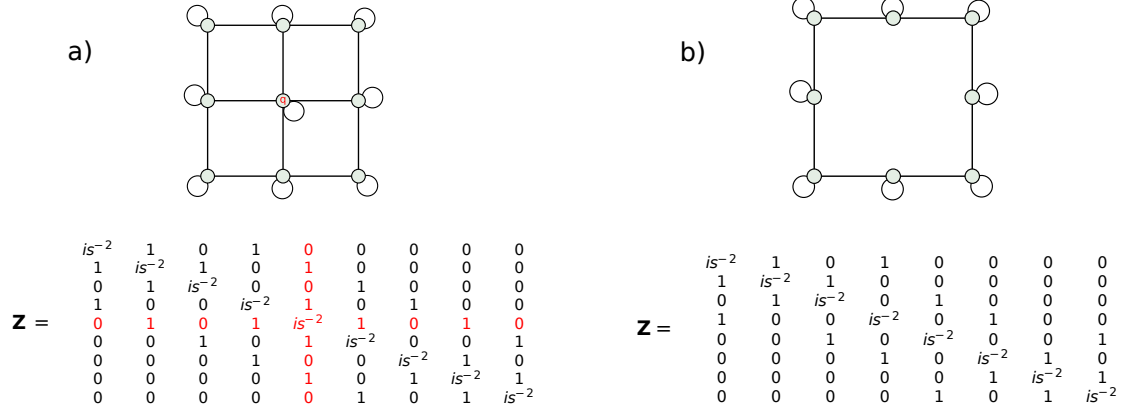 a)
q
Z =
is⁻² 1 0 1 0 0 0 0 0
1 is⁻² 1 0 1 0 0 0 0
0 1 is⁻² 0 0 1 0 0 0
1 0 0 is⁻² 1 0 1 0 0
0 1 0 1 is⁻² 1 0 1 0
0 0 1 0 1 is⁻² 0 0 1
0 0 0 1 0 0 is⁻² 1 0
0 0 0 0 1 0 1 is⁻² 1
0 0 0 0 0 1 0 1 is⁻²
b)
Z =
is⁻² 1 0 1 0 0 0 0
1 is⁻² 1 0 0 0 0 0
0 1 is⁻² 0 1 0 0 0
1 0 0 is⁻² 0 1 0 0
0 0 1 0 is⁻² 0 0 1
0 0 0 1 0 is⁻² 1 0
0 0 0 0 0 1 is⁻² 1
0 0 0 0 1 0 1 is⁻²